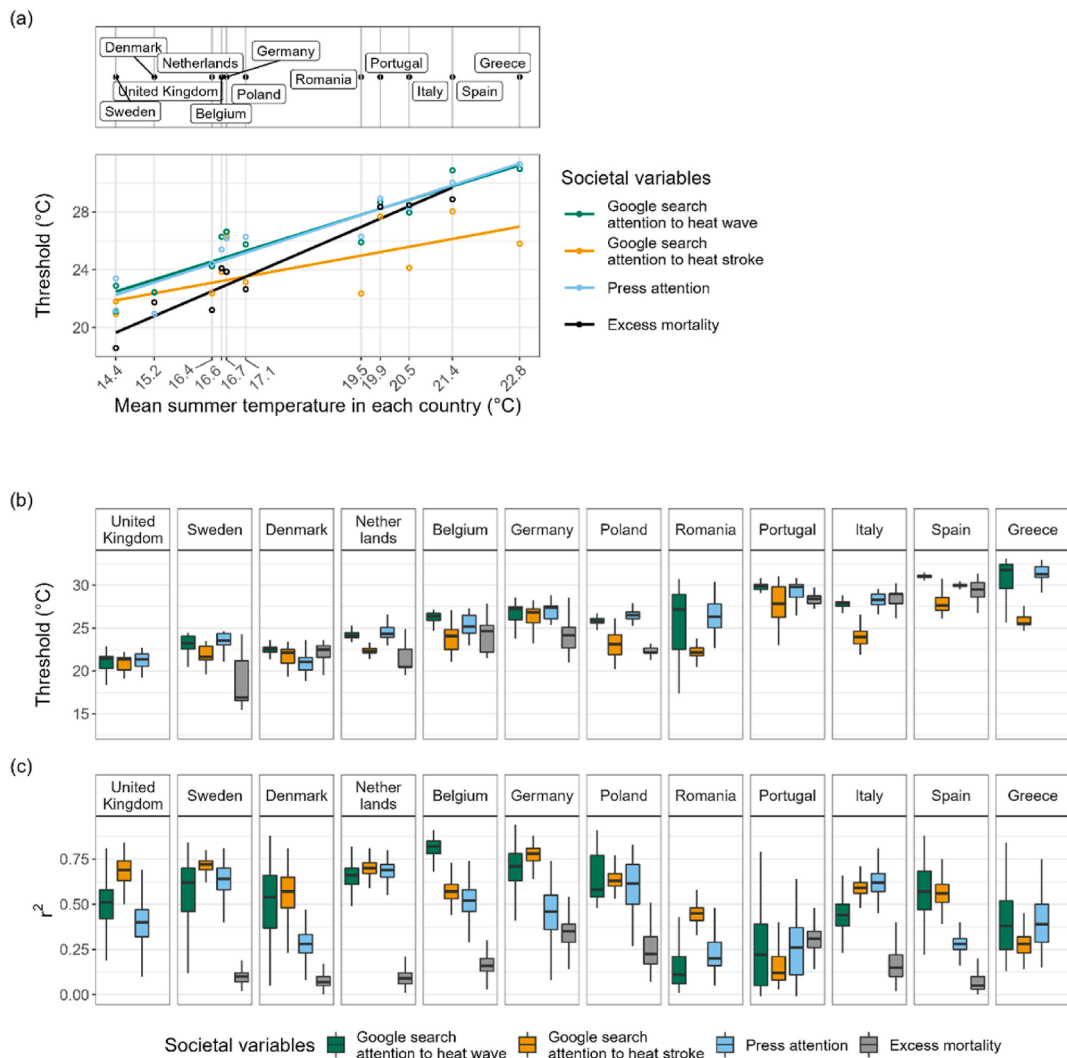 (a)
Denmark
Netherlands
Germany
Portugal
Greece
Romania
United Kingdom
Poland
Italy
Spain
Sweden
Belgium
Threshold (°C)
28
24
20
14.4
15.2
16.4
16.6
16.7
17.1
19.5
19.9
20.5
21.4
22.8
Mean summer temperature in each country (°C)
Societal variables
Google search
attention to heat wave
Google search
attention to heat stroke
Press attention
Excess mortality
(b)
United
Kingdom
Sweden
Denmark
Nether
lands
Belgium
Germany
Poland
Romania
Portugal
Italy
Spain
Greece
Threshold (°C)
30
25
20
15
(c)
United
Kingdom
Sweden
Denmark
Nether
lands
Belgium
Germany
Poland
Romania
Portugal
Italy
Spain
Greece
r²
0.75
0.50
0.25
0.00
Societal variables
Google search
attention to heat wave
Google search
attention to heat stroke
Press attention
Excess mortality